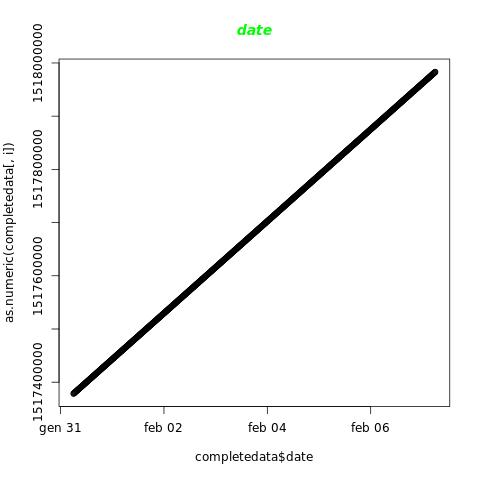 date
1518000000
1517800000
1517600000
1517400000
as.numeric(completedata[, i])
gen 31
feb 02
feb 04
feb 06
completedata$date